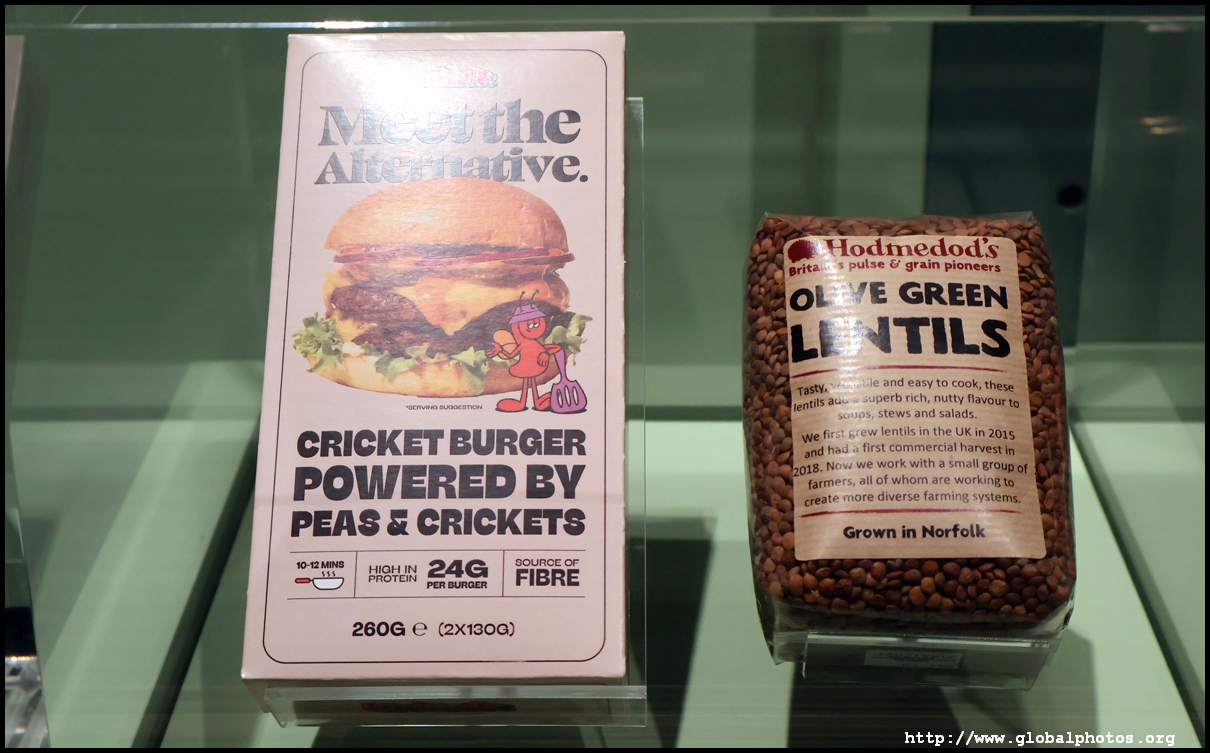 Meet the
Alternative.
*SERVING SUGGESTION
CRICKET BURGER
POWERED BY
PEAS & CRICKETS
10-12 MINS
HIGH IN
PROTEIN
24G
PER BURGER
SOURCE OF
FIBRE
260G ℮ (2X130G)
Hodmedod's
Britain's pulse & grain pioneers
OLIVE GREEN
LENTILS
Tasty, versatile and easy to cook, these
lentils add a superb rich, nutty flavour to
soups, stews and salads.
We first grew lentils in the UK in 2015
and had a first commercial harvest in
2018. Now we work with a small group of
farmers, all of whom are working to
create more diverse farming systems.
Grown in Norfolk
http://www.globalphotos.org